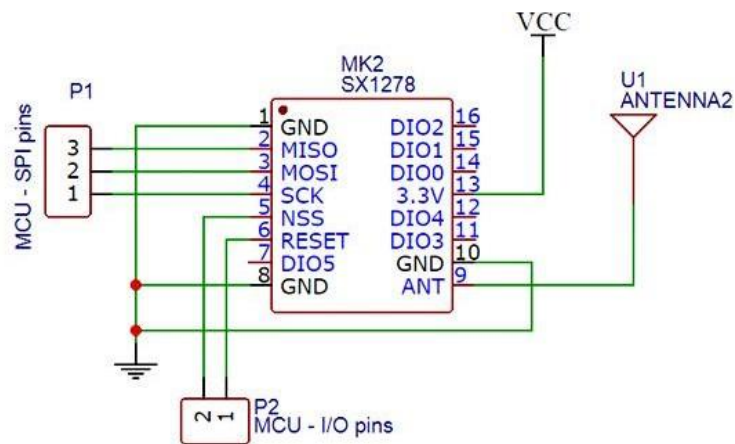 VCC
MK2
SX1278
U1
ANTENNA2
P1
MCU - SPI pins
3
2
1
1 GND
2 MISO
3 MOSI
4 SCK
5 NSS
6 RESET
7 DIO5
8 GND
DIO2 16
DIO1 15
DIO0 14
3.3V 13
DIO4 12
DIO3 11
GND 10
ANT 9
2 1
P2
MCU - I/O pins